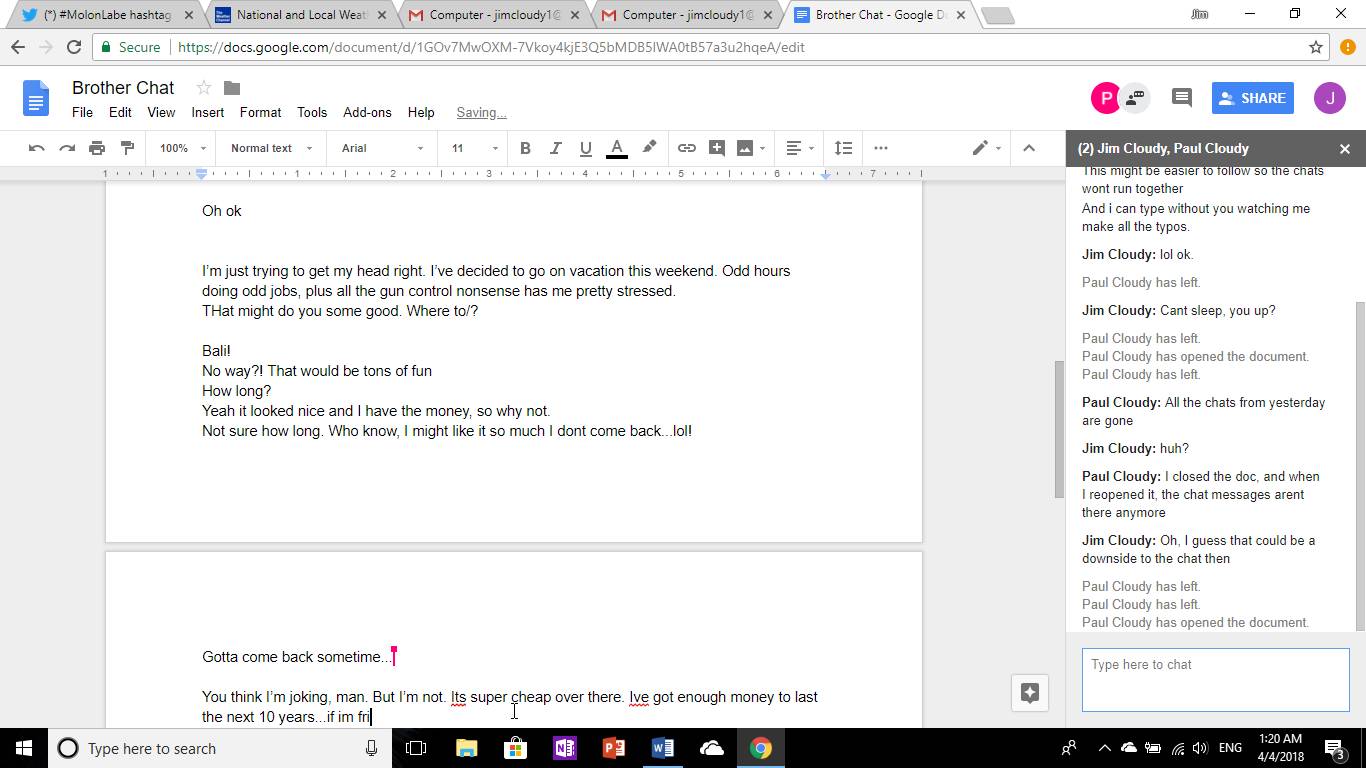 (*) #MolonLabe hashtag
National and Local Weat
Computer - jimcloudy1@
Computer - jimcloudy1@
Brother Chat - Google D
Jim
Secure
https://docs.google.com/document/d/1GOv7MwOXM-7Vkoy4kjE3Q5bMDB5lWA0tB57a3u2hqeA/edit
Brother Chat
File Edit View Insert Format Tools Add-ons Help Saving...
P
SHARE
J
100% Normal text Arial 11 B I U A
1 1 2 3 4 5 6 7
Oh ok
I'm just trying to get my head right. I've decided to go on vacation this weekend. Odd hours
doing odd jobs, plus all the gun control nonsense has me pretty stressed.
THat might do you some good. Where to/?
Bali!
No way?! That would be tons of fun
How long?
Yeah it looked nice and I have the money, so why not.
Not sure how long. Who know, I might like it so much I dont come back...lol!
Gotta come back sometime...
You think I'm joking, man. But I'm not. Its super cheap over there. Ive got enough money to last
the next 10 years...if im fri
(2) Jim Cloudy, Paul Cloudy
This might be easier to follow so the chats
wont run together
And i can type without you watching me
make all the typos.
Jim Cloudy: lol ok.
Paul Cloudy has left.
Jim Cloudy: Cant sleep, you up?
Paul Cloudy has left.
Paul Cloudy has opened the document.
Paul Cloudy has left.
Paul Cloudy: All the chats from yesterday
are gone
Jim Cloudy: huh?
Paul Cloudy: I closed the doc, and when
I reopened it, the chat messages arent
there anymore
Jim Cloudy: Oh, I guess that could be a
downside to the chat then
Paul Cloudy has left.
Paul Cloudy has left.
Paul Cloudy has opened the document.
Type here to chat
Type here to search
N
P
W
ENG
1:20 AM
4/4/2018
3